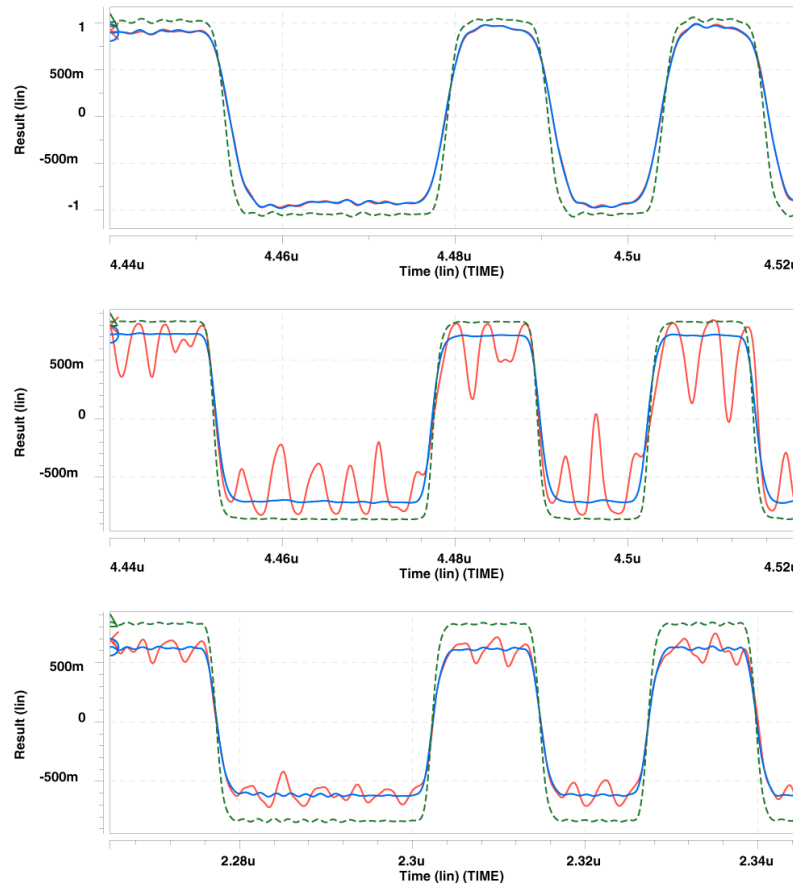 1
500m
0
-500m
-1
Result (lin)
4.44u
4.46u
4.48u
4.5u
4.52u
Time (lin) (TIME)
500m
0
-500m
Result (lin)
4.44u
4.46u
4.48u
4.5u
4.52u
Time (lin) (TIME)
500m
0
-500m
Result (lin)
2.28u
2.3u
2.32u
2.34u
Time (lin) (TIME)